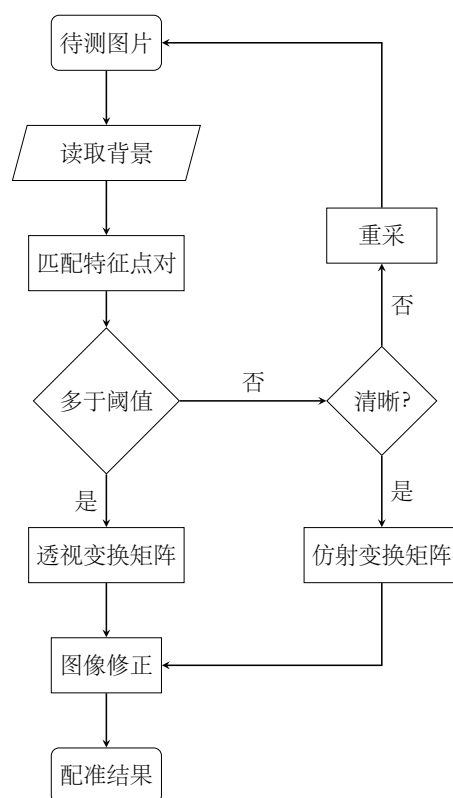 待测图片
读取背景
匹配特征点对
重采
否
多于阈值
否
清晰?
是
是
透视变换矩阵
仿射变换矩阵
图像修正
配准结果